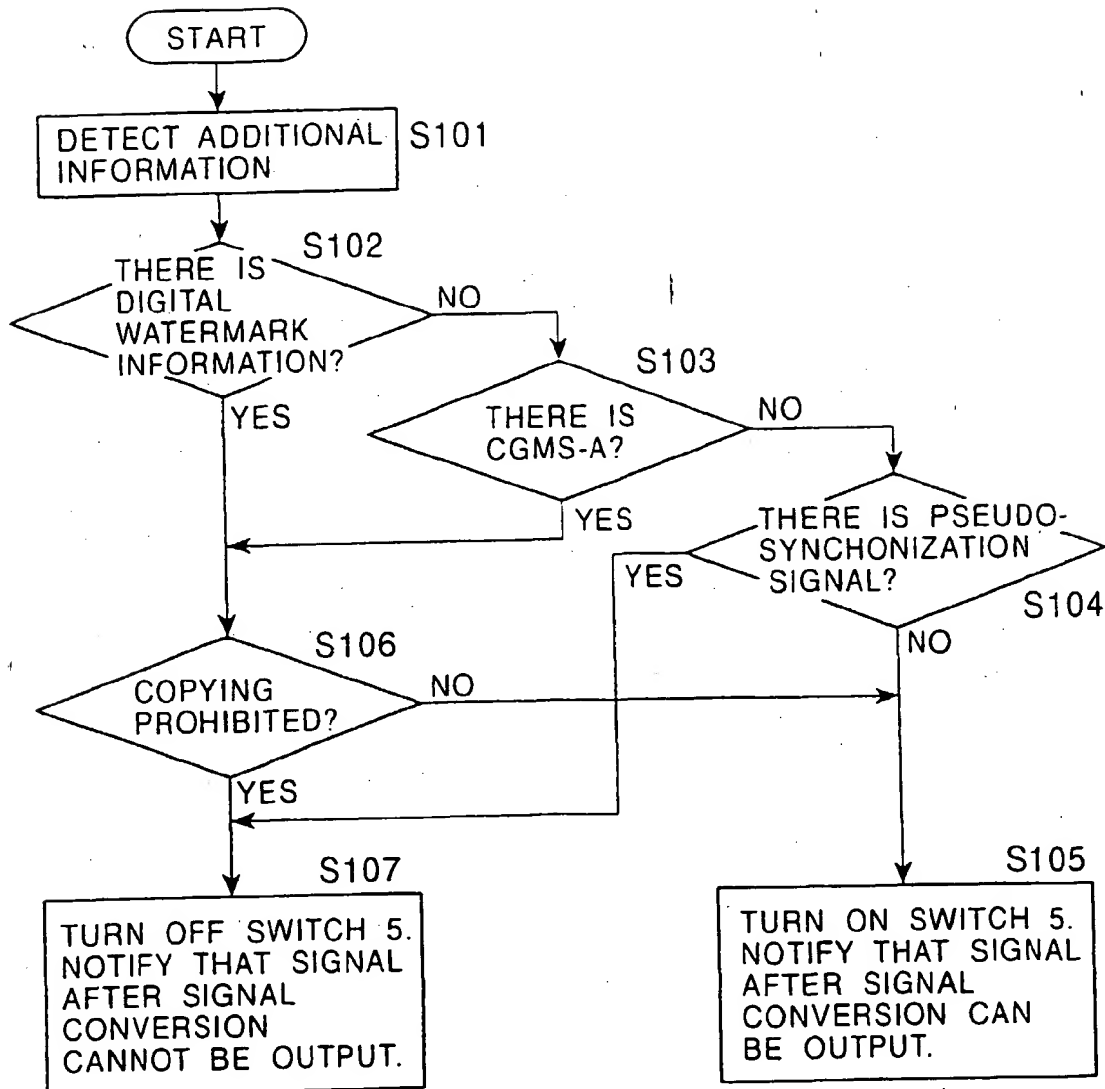 START
DETECT ADDITIONAL
INFORMATION
S101
S102
THERE IS
DIGITAL
WATERMARK
INFORMATION?
NO
YES
S103
THERE IS
CGMS-A?
NO
YES
THERE IS PSEUDO-
SYNCHONIZATION
SIGNAL?
YES
S104
NO
S106
COPYING
PROHIBITED?
NO
YES
S107
TURN OFF SWITCH 5.
NOTIFY THAT SIGNAL
AFTER SIGNAL
CONVERSION
CANNOT BE OUTPUT.
S105
TURN ON SWITCH 5.
NOTIFY THAT SIGNAL
AFTER SIGNAL
CONVERSION CAN
BE OUTPUT.